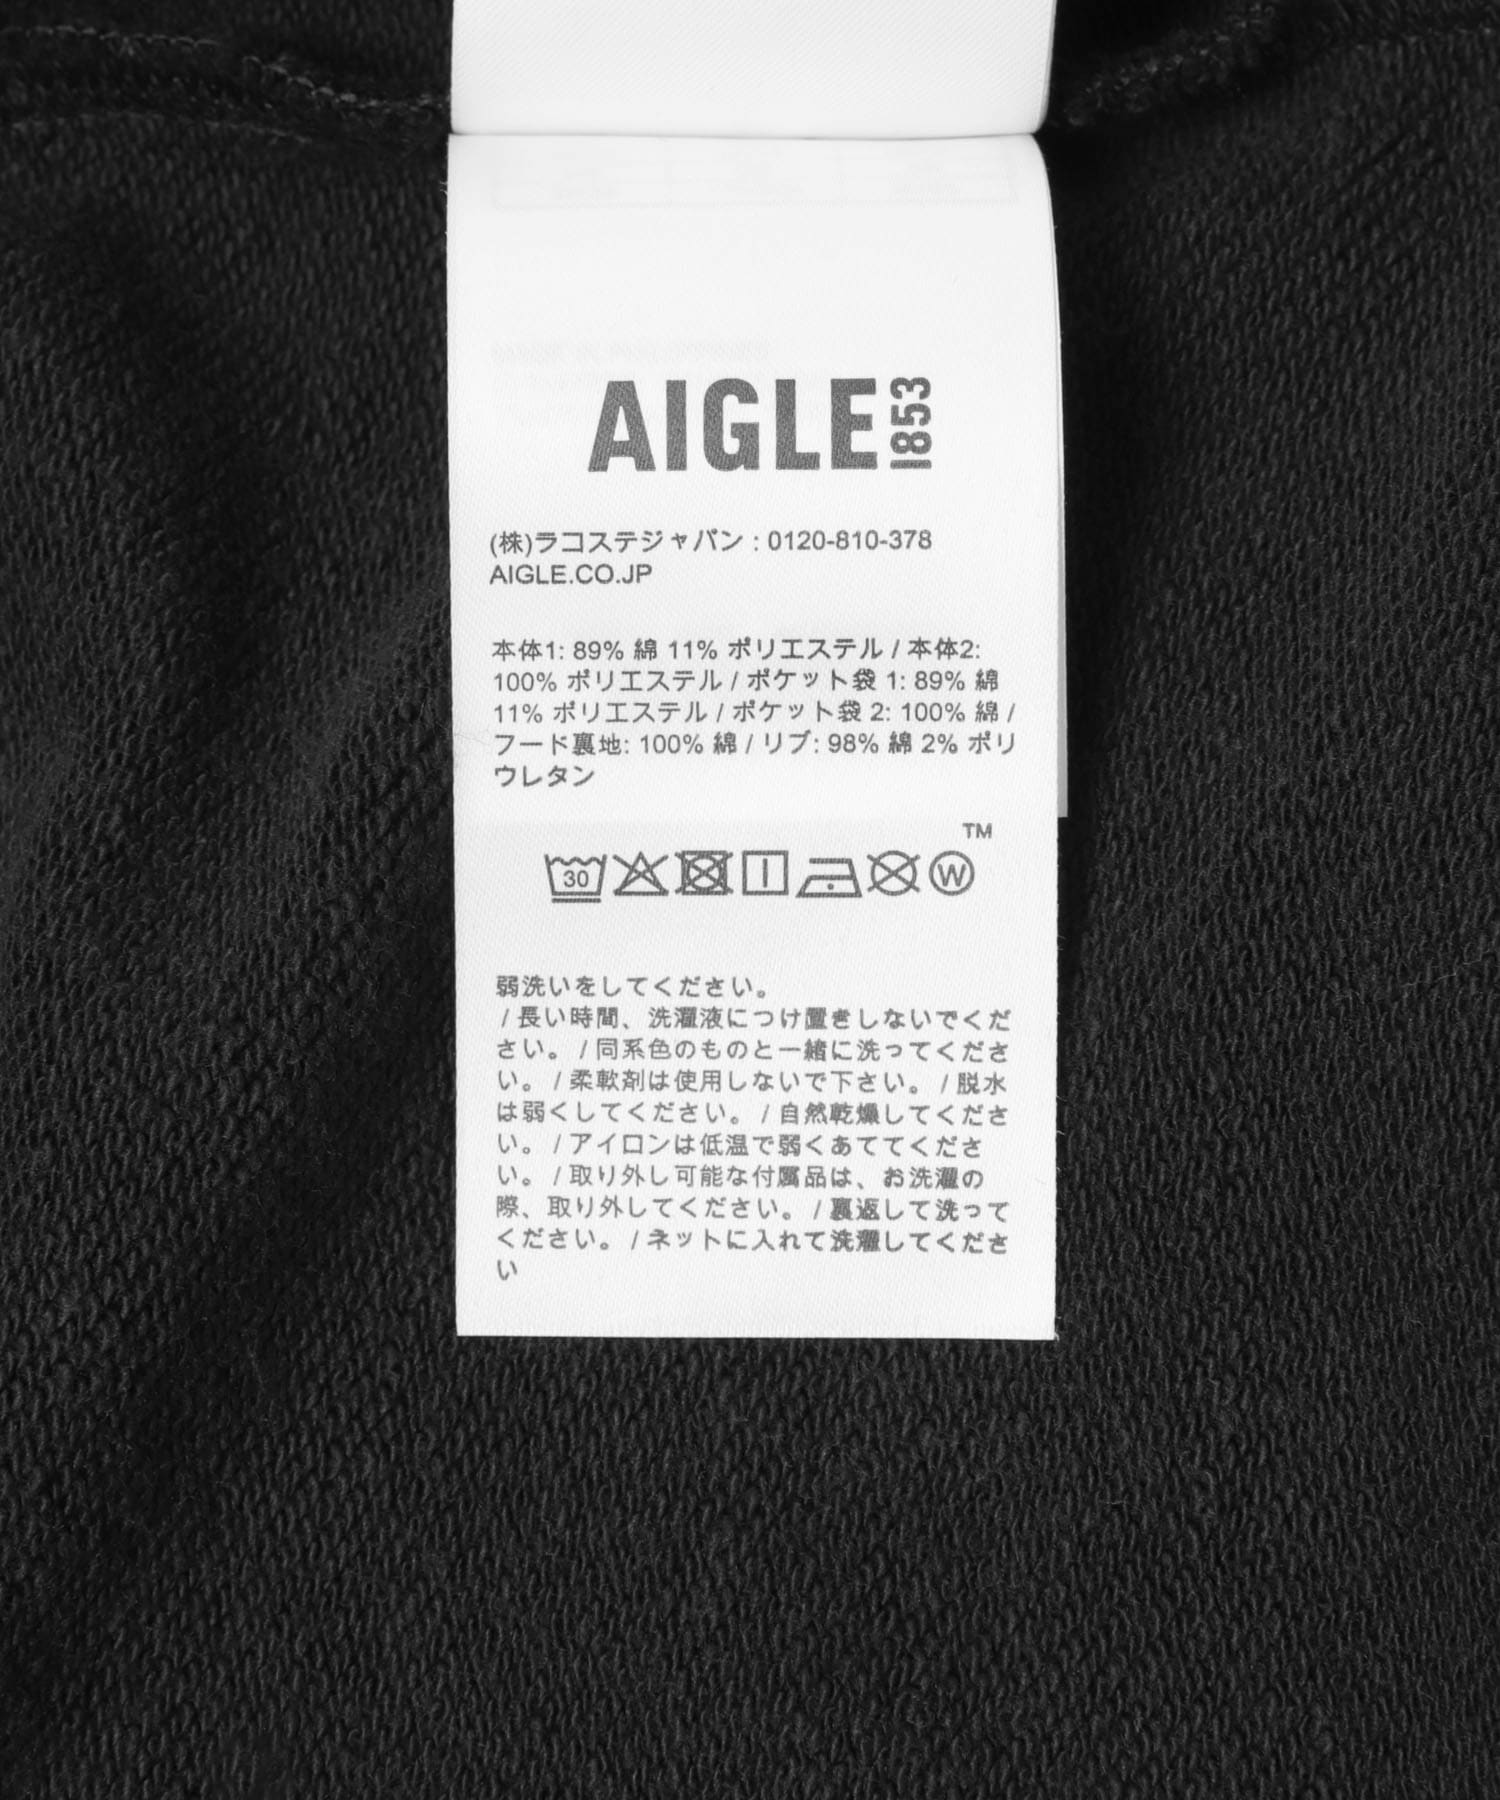 AIGLE 1853
(株)ラコステジャパン : 0120-810-378
AIGLE.CO.JP
本体1: 89% 綿 11% ポリエステル / 本体2:
100% ポリエステル / ポケット袋 1: 89% 綿
11% ポリエステル / ポケット袋 2: 100% 綿 /
フード裏地: 100% 綿 / リブ: 98% 綿 2% ポリ
ウレタン
TM
30 W
弱洗いをしてください。
/ 長い時間、洗濯液につけ置きしないでくだ
さい。 / 同系色のものと一緒に洗ってくださ
い。 / 柔軟剤は使用しないで下さい。 / 脱水
は弱くしてください。 / 自然乾燥してくださ
い。 / アイロンは低温で弱くあててくださ
い。 / 取り外し可能な付属品は、お洗濯の
際、取り外してください。 / 裏返して洗って
ください。 / ネットに入れて洗濯してくださ
い